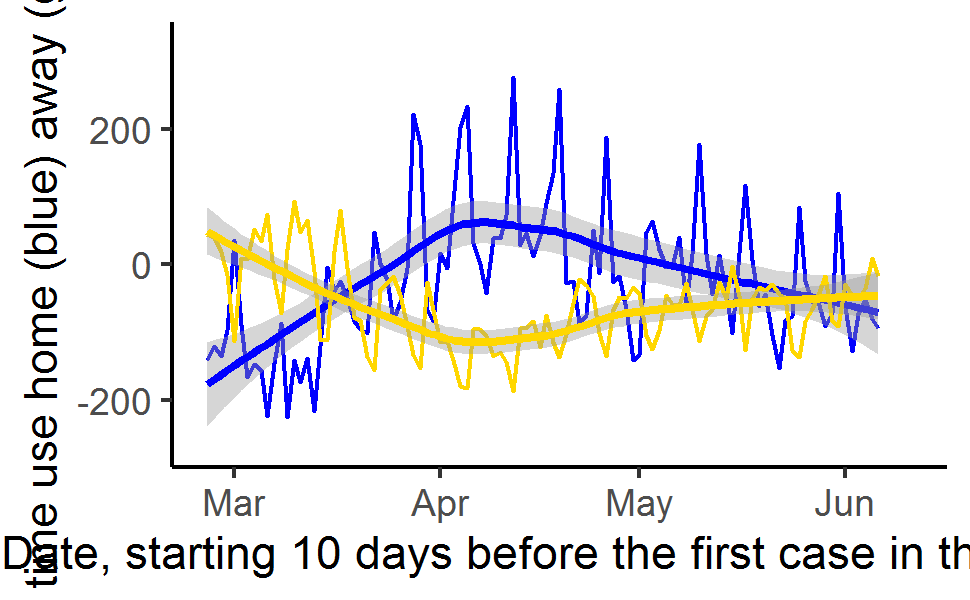 time use home (blue) away (g
200
0
-200
Mar Apr May Jun
Date, starting 10 days before the first case in th